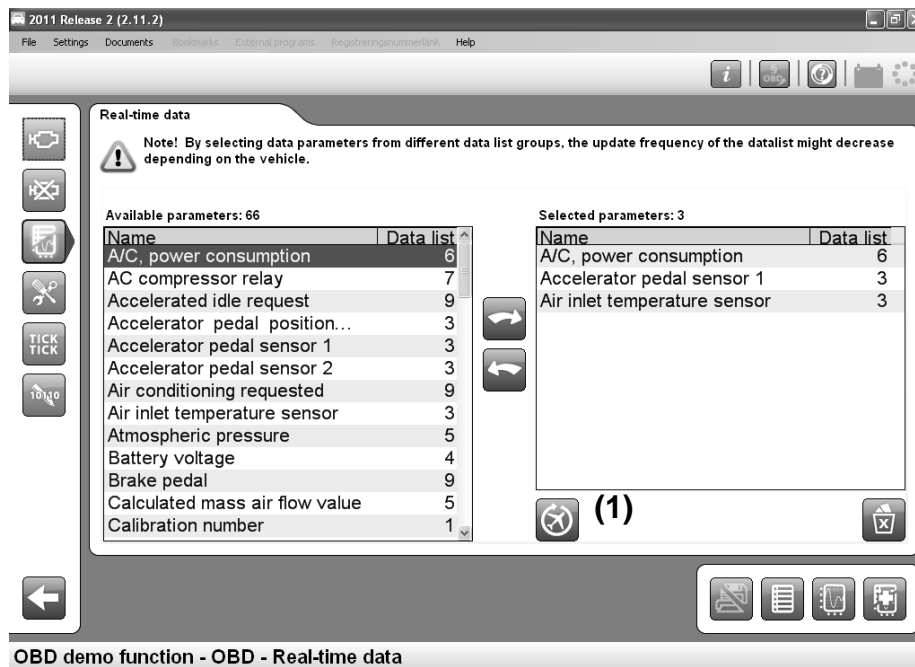 2011 Release 2 (2.11.2)
File Settings Documents Bookmarks External programs Registreringsnummerlänk Help
i
OBD
Real-time data
Note! By selecting data parameters from different data list groups, the update frequency of the datalist might decrease
depending on the vehicle.
Available parameters: 66
Name Data list
A/C, power consumption 6
AC compressor relay 7
Accelerated idle request 9
Accelerator pedal position... 3
Accelerator pedal sensor 1 3
Accelerator pedal sensor 2 3
Air conditioning requested 9
Air inlet temperature sensor 3
Atmospheric pressure 5
Battery voltage 4
Brake pedal 9
Calculated mass air flow value 5
Calibration number 1
Selected parameters: 3
Name Data list
A/C, power consumption 6
Accelerator pedal sensor 1 3
Air inlet temperature sensor 3
(1)
TICK
TICK
OBD demo function - OBD - Real-time data